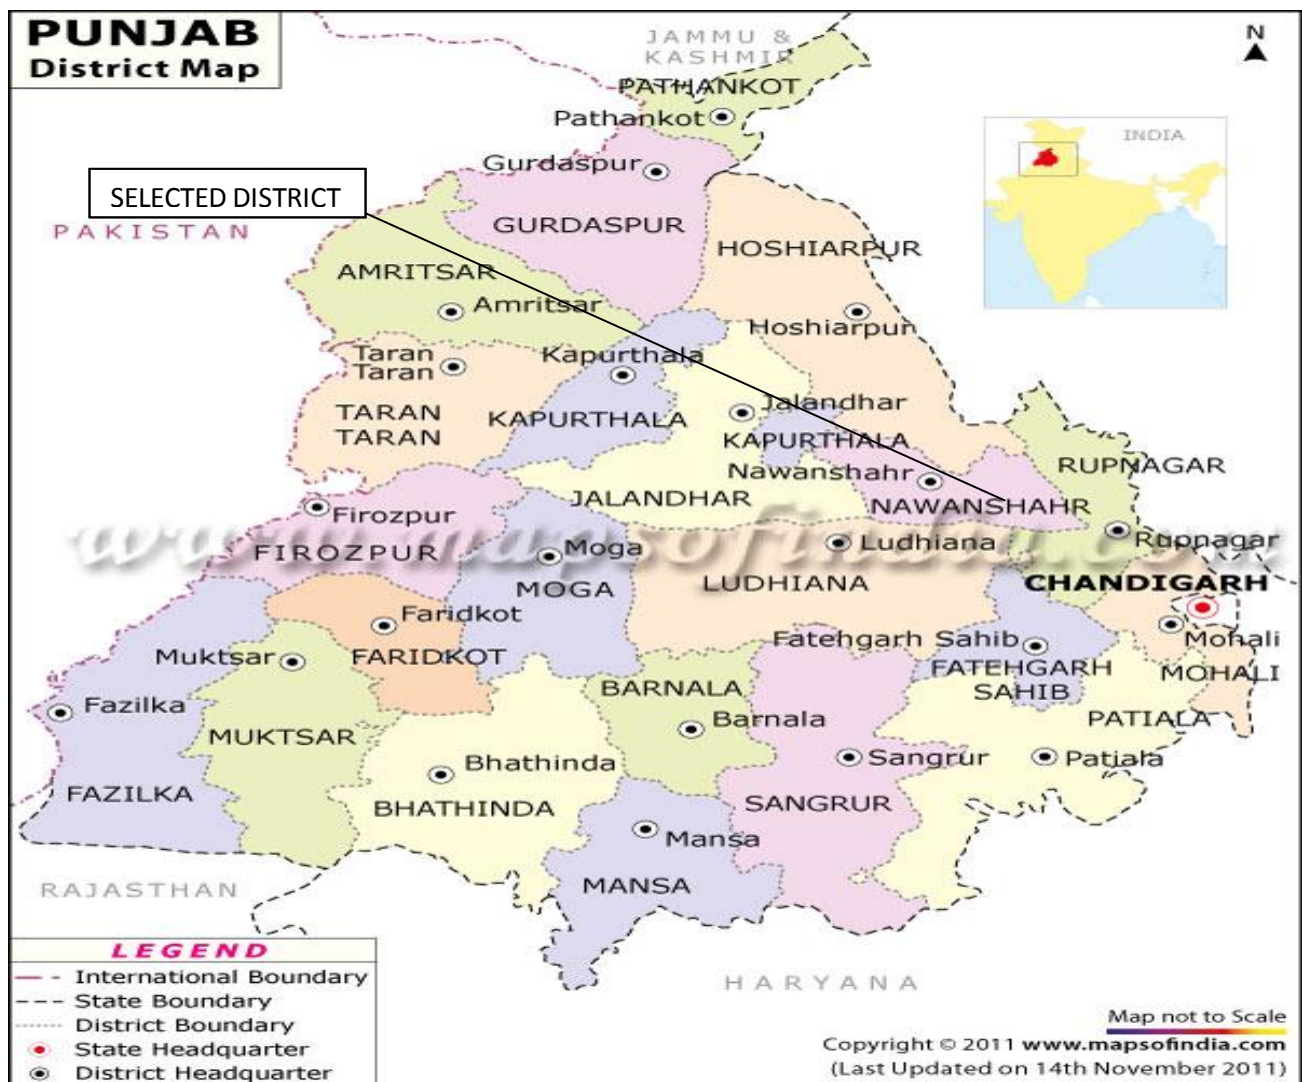 PUNJAB
District Map
JAMMU &
KASHMIR
N
PATHANKOT
Pathankot
INDIA
Gurdaspur
SELECTED DISTRICT
PAKISTAN
GURDASPUR
HOSHIARPUR
AMRITSAR
Amritsar
Hoshiarpur
Taran
Taran
Kapurthala
TARAN
TARAN
KAPURTHALA
Jalandhar
KAPURTHALA
Nawanshahr
RUPNAGAR
JALANDHAR
NAWANSHAHR
Firozpur
www.mapsofindia.com
FIROZPUR
Moga
MOGA
Ludhiana
LUDHIANA
Rupnagar
CHANDIGARH
Faridkot
FARIDKOT
Muktsar
Fatehgarh Sahib
FATEHGARH
SAHIB
Mohali
MOHALI
Fazilka
BARNALA
Barnala
PATIALA
MUKTSAR
Bhathinda
BHATHINDA
Sangrur
SANGRUR
Patiala
FAZILKA
Mansa
MANSA
RAJASTHAN
HARYANA
LEGEND
International Boundary
State Boundary
District Boundary
State Headquarter
District Headquarter
Map not to Scale
Copyright © 2011 www.mapsofindia.com
(Last Updated on 14th November 2011)